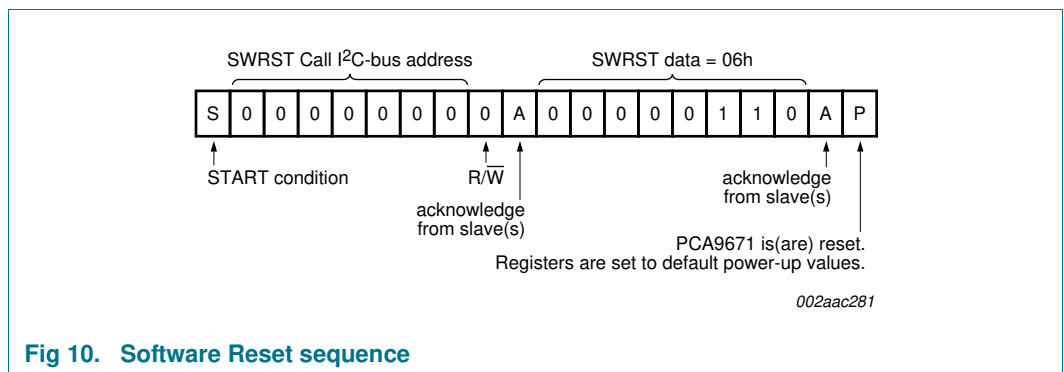 SWRST Call I2C-bus address SWRST data = 06h
S 0 0 0 0 0 0 0 0 A 0 0 0 0 0 1 1 0 A P
START condition R/W acknowledge
acknowledge from slave(s)
from slave(s)
PCA9671 is(are) reset.
Registers are set to default power-up values.
002aac281
Fig 10. Software Reset sequence